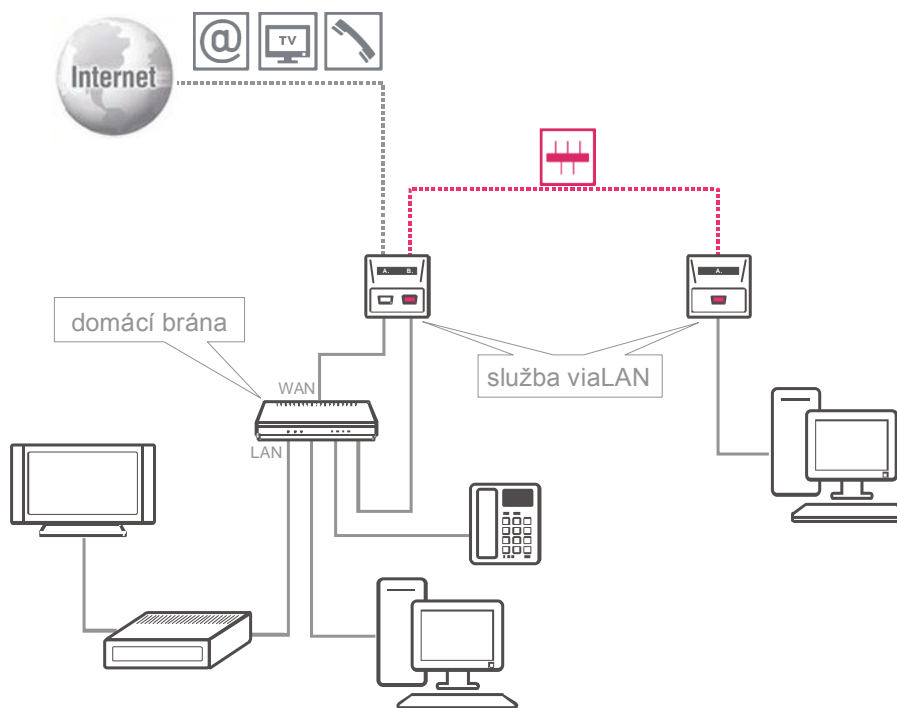 @
TV
Internet
A. B.
A.
domácí brána
služba viaLAN
WAN
LAN